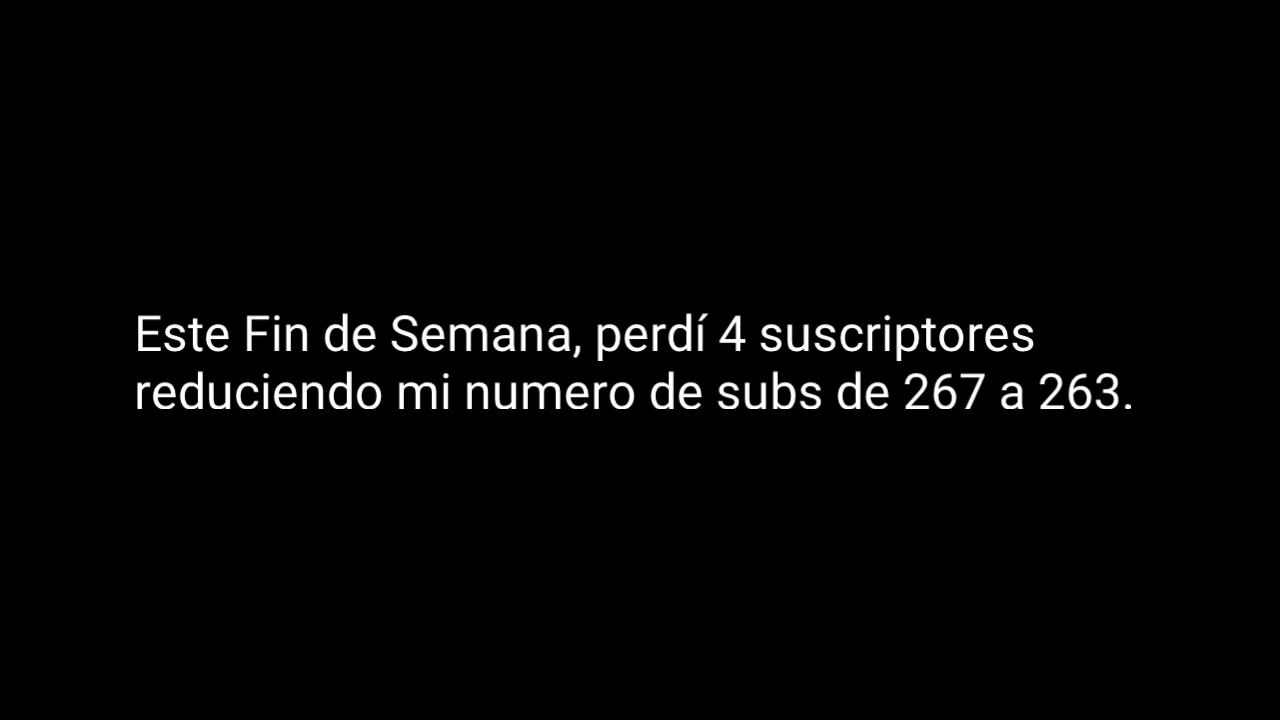 Este Fin de Semana, perdí 4 suscriptores
reduciendo mi numero de subs de 267 a 263.